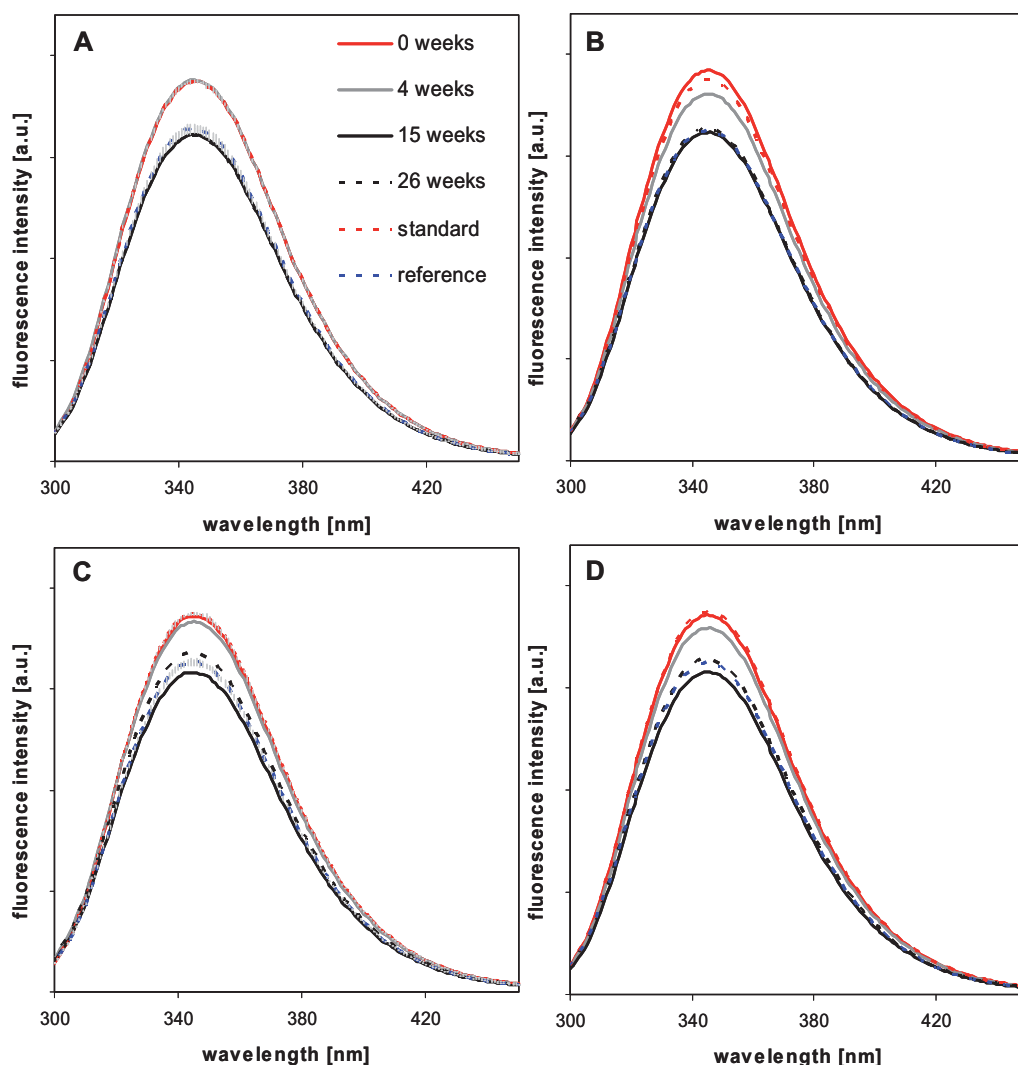 A
0 weeks
4 weeks
15 weeks
26 weeks
standard
reference
fluorescence intensity [a.u.]
300 340 380 420
wavelength [nm]
B
fluorescence intensity [a.u.]
300 340 380 420
wavelength [nm]
C
fluorescence intensity [a.u.]
300 340 380 420
wavelength [nm]
D
fluorescence intensity [a.u.]
300 340 380 420
wavelength [nm]